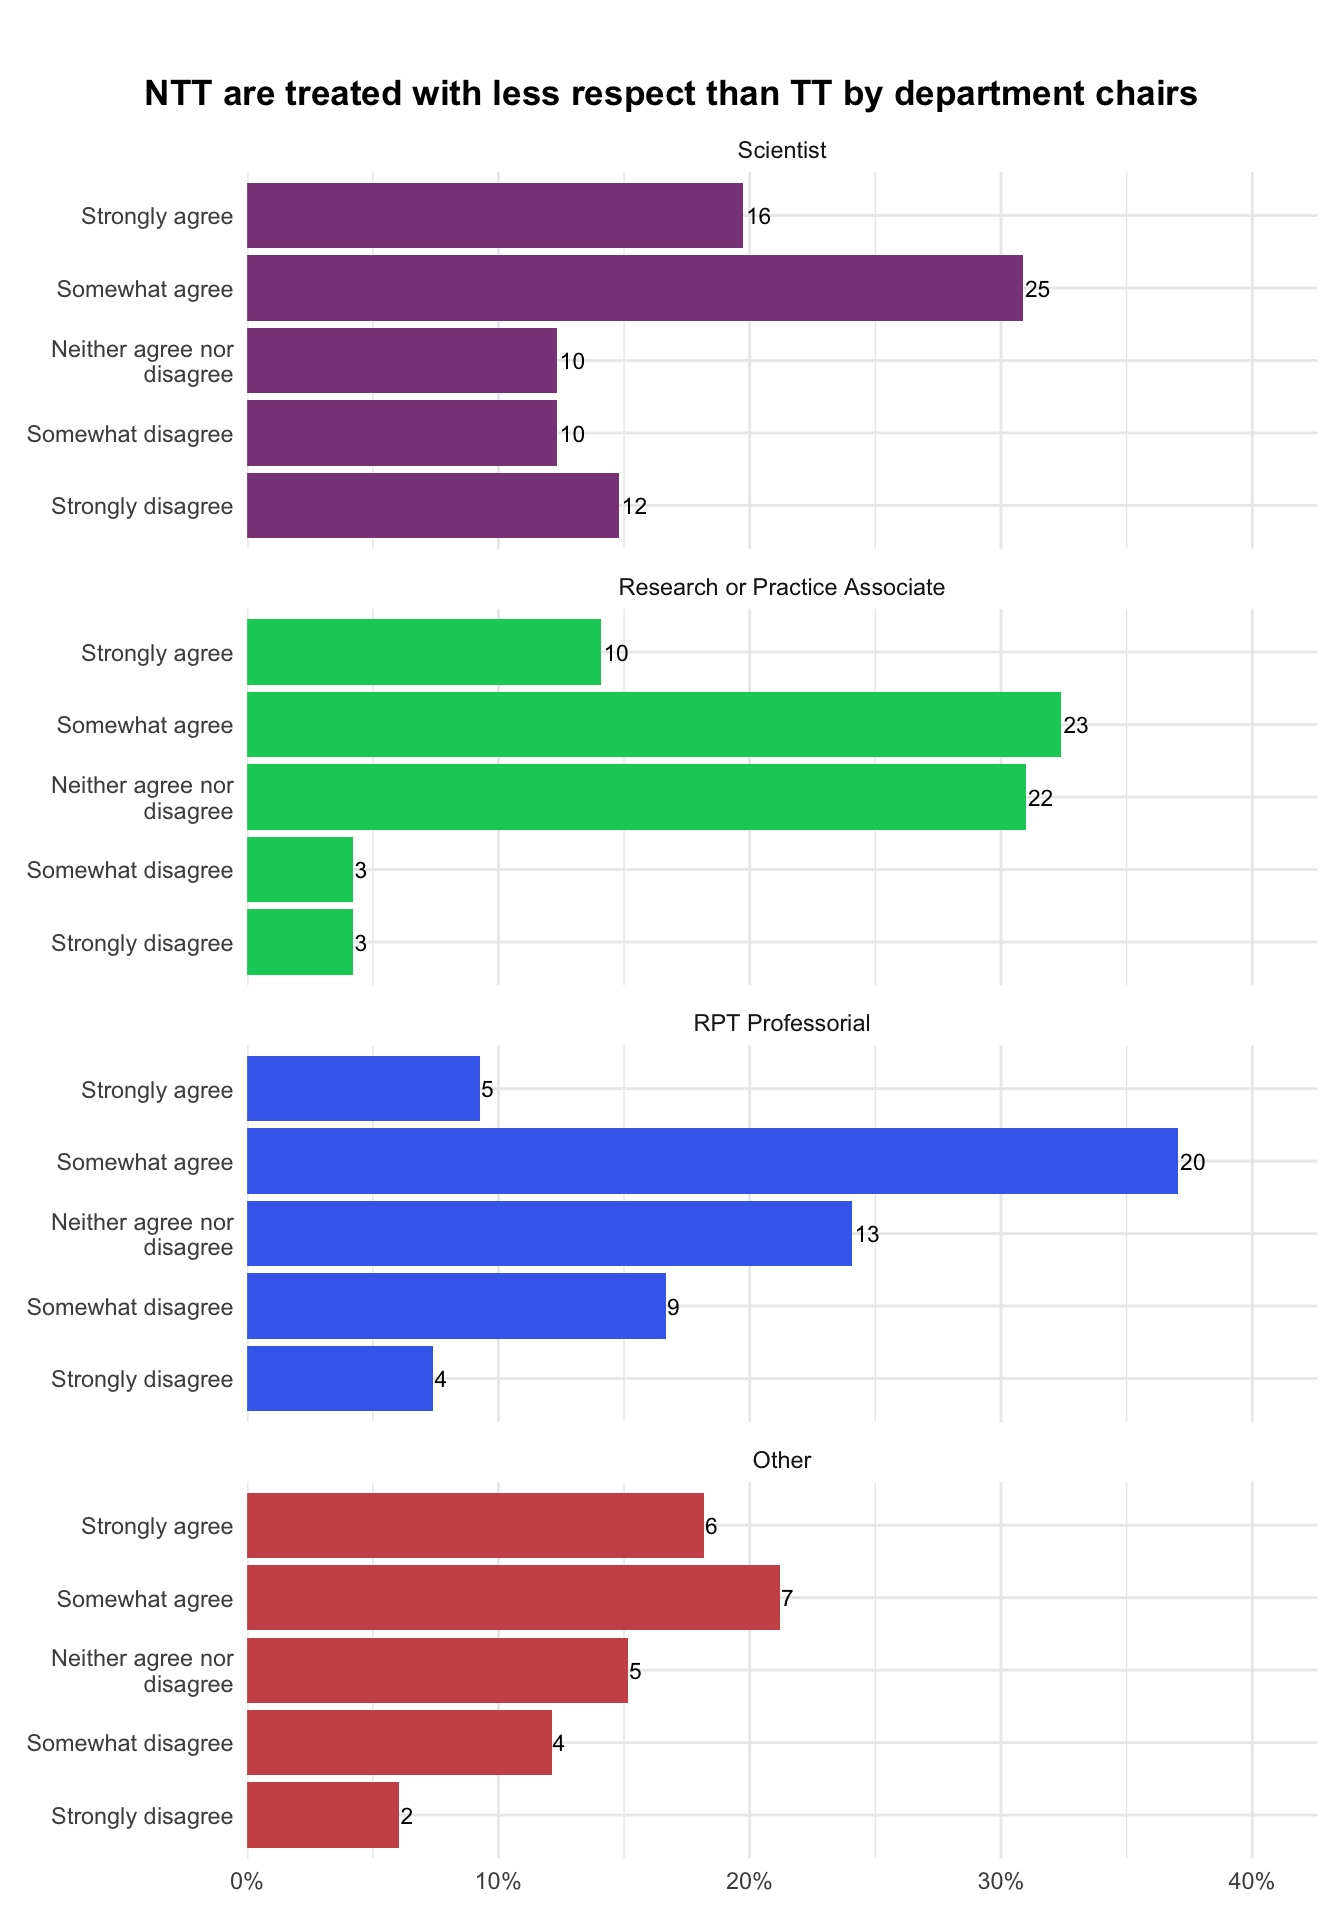 NTT are treated with less respect than TT by department chairs
Scientist
Strongly agree
16
Somewhat agree
25
Neither agree nor
disagree
10
Somewhat disagree
10
Strongly disagree
12
Research or Practice Associate
Strongly agree
10
Somewhat agree
23
Neither agree nor
disagree
22
Somewhat disagree
3
Strongly disagree
3
RPT Professorial
Strongly agree
5
Somewhat agree
20
Neither agree nor
disagree
13
Somewhat disagree
9
Strongly disagree
4
Other
Strongly agree
6
Somewhat agree
7
Neither agree nor
disagree
5
Somewhat disagree
4
Strongly disagree
2
0% 10% 20% 30% 40%